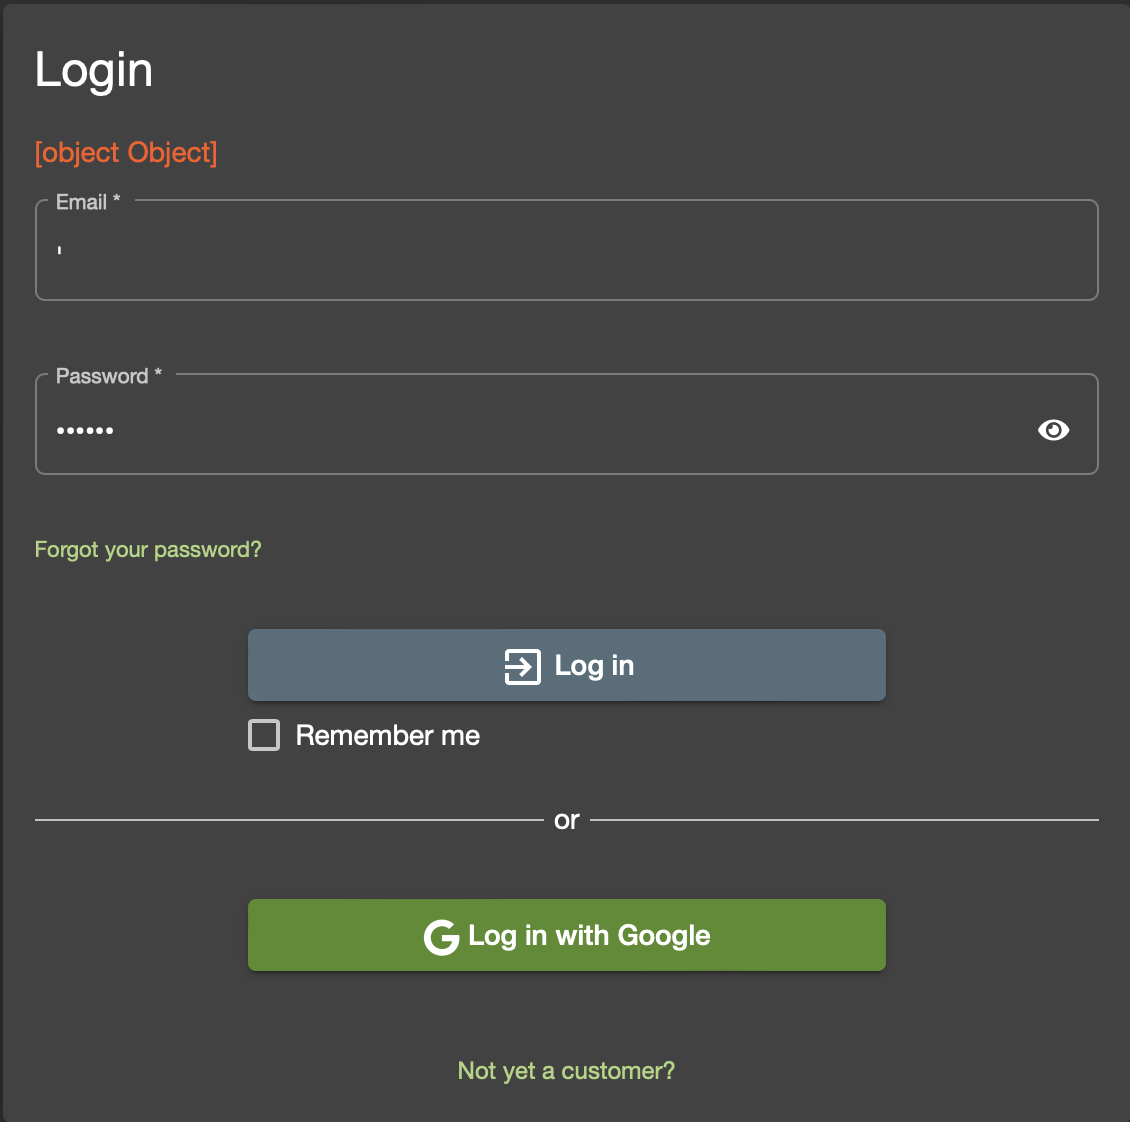 Login
[object Object]
Email *
'
Password *
••••••
Forgot your password?
Log in
Remember me
or
Log in with Google
Not yet a customer?